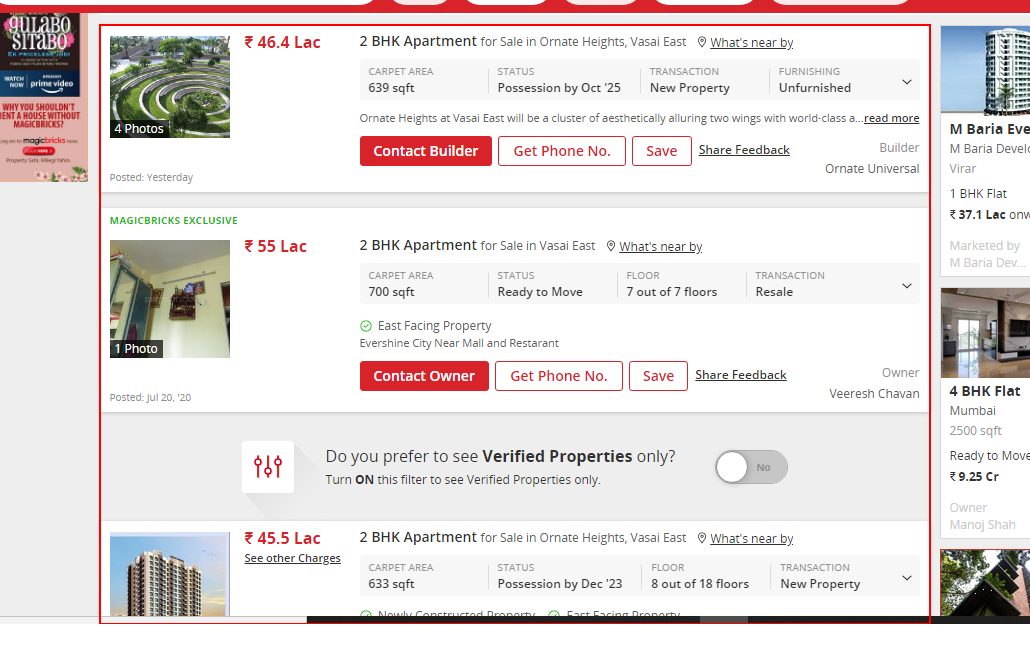 gulabo
sitabo
EK PRICELESS JODI
WATCH
NOW
amazon
prime video
WHY YOU SHOULDN'T
RENT A HOUSE WITHOUT
MAGICBRICKS?
Log on to magicbricks now.
Property Sahi. Milegi Yahin.
4 Photos
Posted: Yesterday
₹ 46.4 Lac
2 BHK Apartment for Sale in Ornate Heights, Vasai East What's near by
CARPET AREA STATUS TRANSACTION FURNISHING
639 sqft Possession by Oct '25 New Property Unfurnished
Ornate Heights at Vasai East will be a cluster of aesthetically alluring two wings with world-class a...read more
Contact Builder Get Phone No. Save Share Feedback
Builder
Ornate Universal
MAGICBRICKS EXCLUSIVE
1 Photo
Posted: Jul 20, '20
₹ 55 Lac
2 BHK Apartment for Sale in Vasai East What's near by
CARPET AREA STATUS FLOOR TRANSACTION
700 sqft Ready to Move 7 out of 7 floors Resale
East Facing Property
Evershine City Near Mall and Restarant
Contact Owner Get Phone No. Save Share Feedback
Owner
Veeresh Chavan
Do you prefer to see Verified Properties only?
Turn ON this filter to see Verified Properties only.
No
₹ 45.5 Lac
See other Charges
2 BHK Apartment for Sale in Ornate Heights, Vasai East What's near by
CARPET AREA STATUS FLOOR TRANSACTION
633 sqft Possession by Dec '23 8 out of 18 floors New Property
Newly Constructed Property East Facing Property
M Baria Eve
M Baria Develo
Virar
1 BHK Flat
₹ 37.1 Lac onw
Marketed by
M Baria Dev...
4 BHK Flat
Mumbai
2500 sqft
Ready to Move
₹ 9.25 Cr
Owner
Manoj Shah